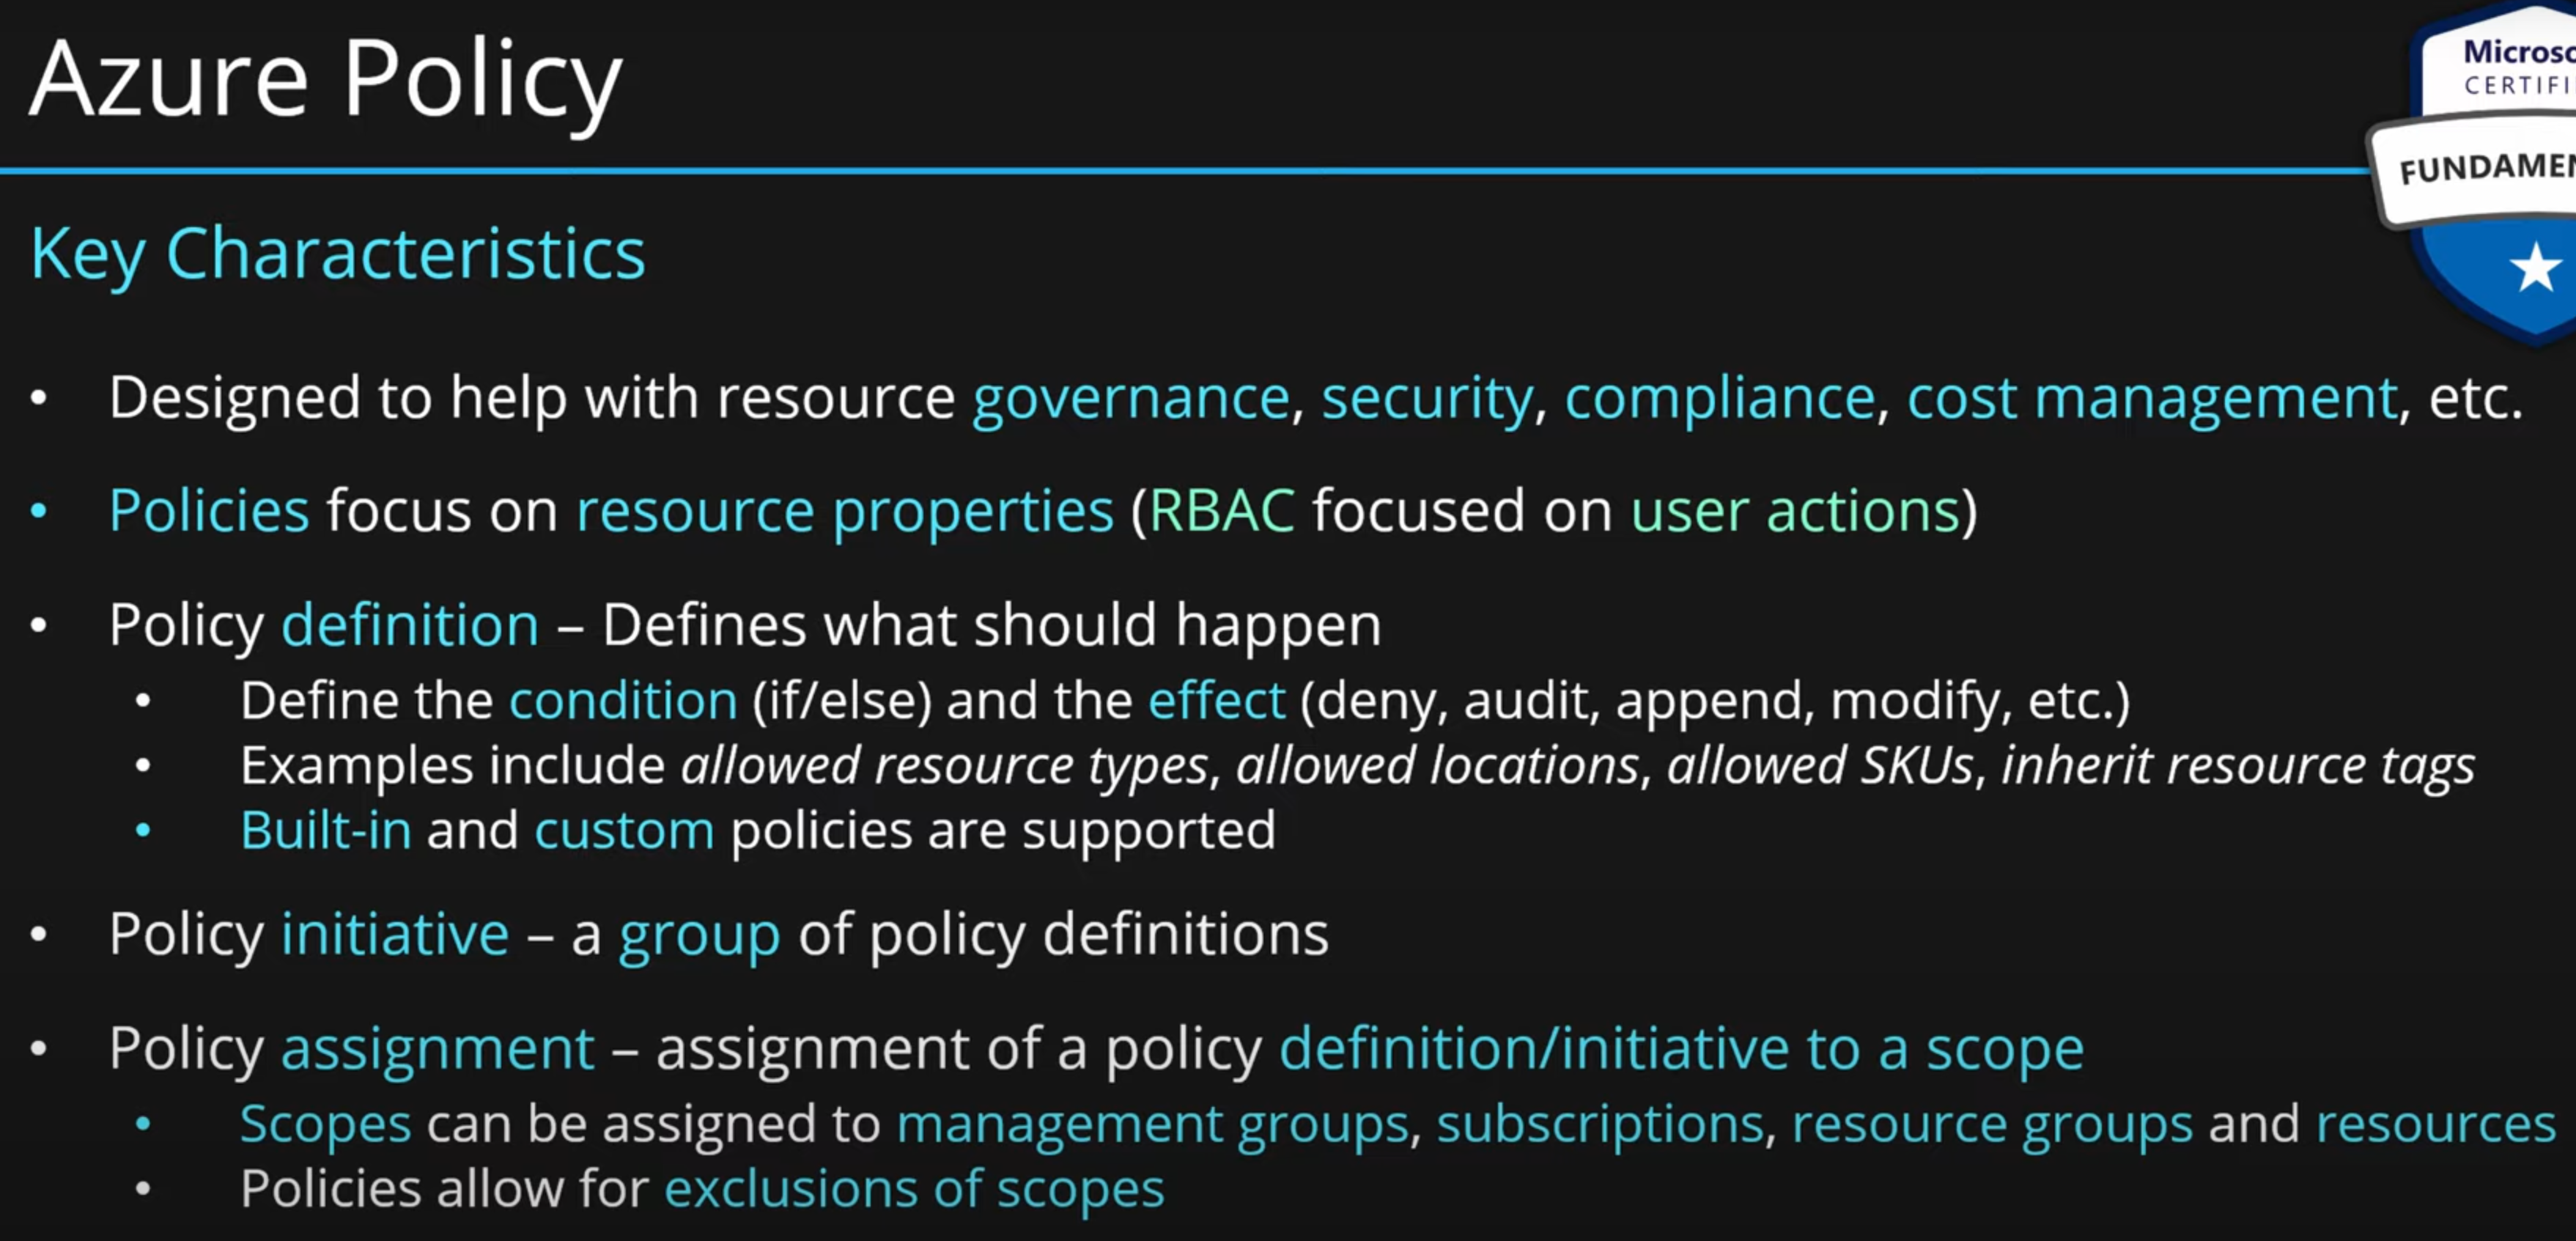 Azure Policy
Micros
CERTIFI
FUNDAMEN
Key Characteristics
• Designed to help with resource governance, security, compliance, cost management, etc.
• Policies focus on resource properties (RBAC focused on user actions)
• Policy definition – Defines what should happen
• Define the condition (if/else) and the effect (deny, audit, append, modify, etc.)
• Examples include allowed resource types, allowed locations, allowed SKUs, inherit resource tags
• Built-in and custom policies are supported
• Policy initiative – a group of policy definitions
• Policy assignment – assignment of a policy definition/initiative to a scope
• Scopes can be assigned to management groups, subscriptions, resource groups and resources
• Policies allow for exclusions of scopes